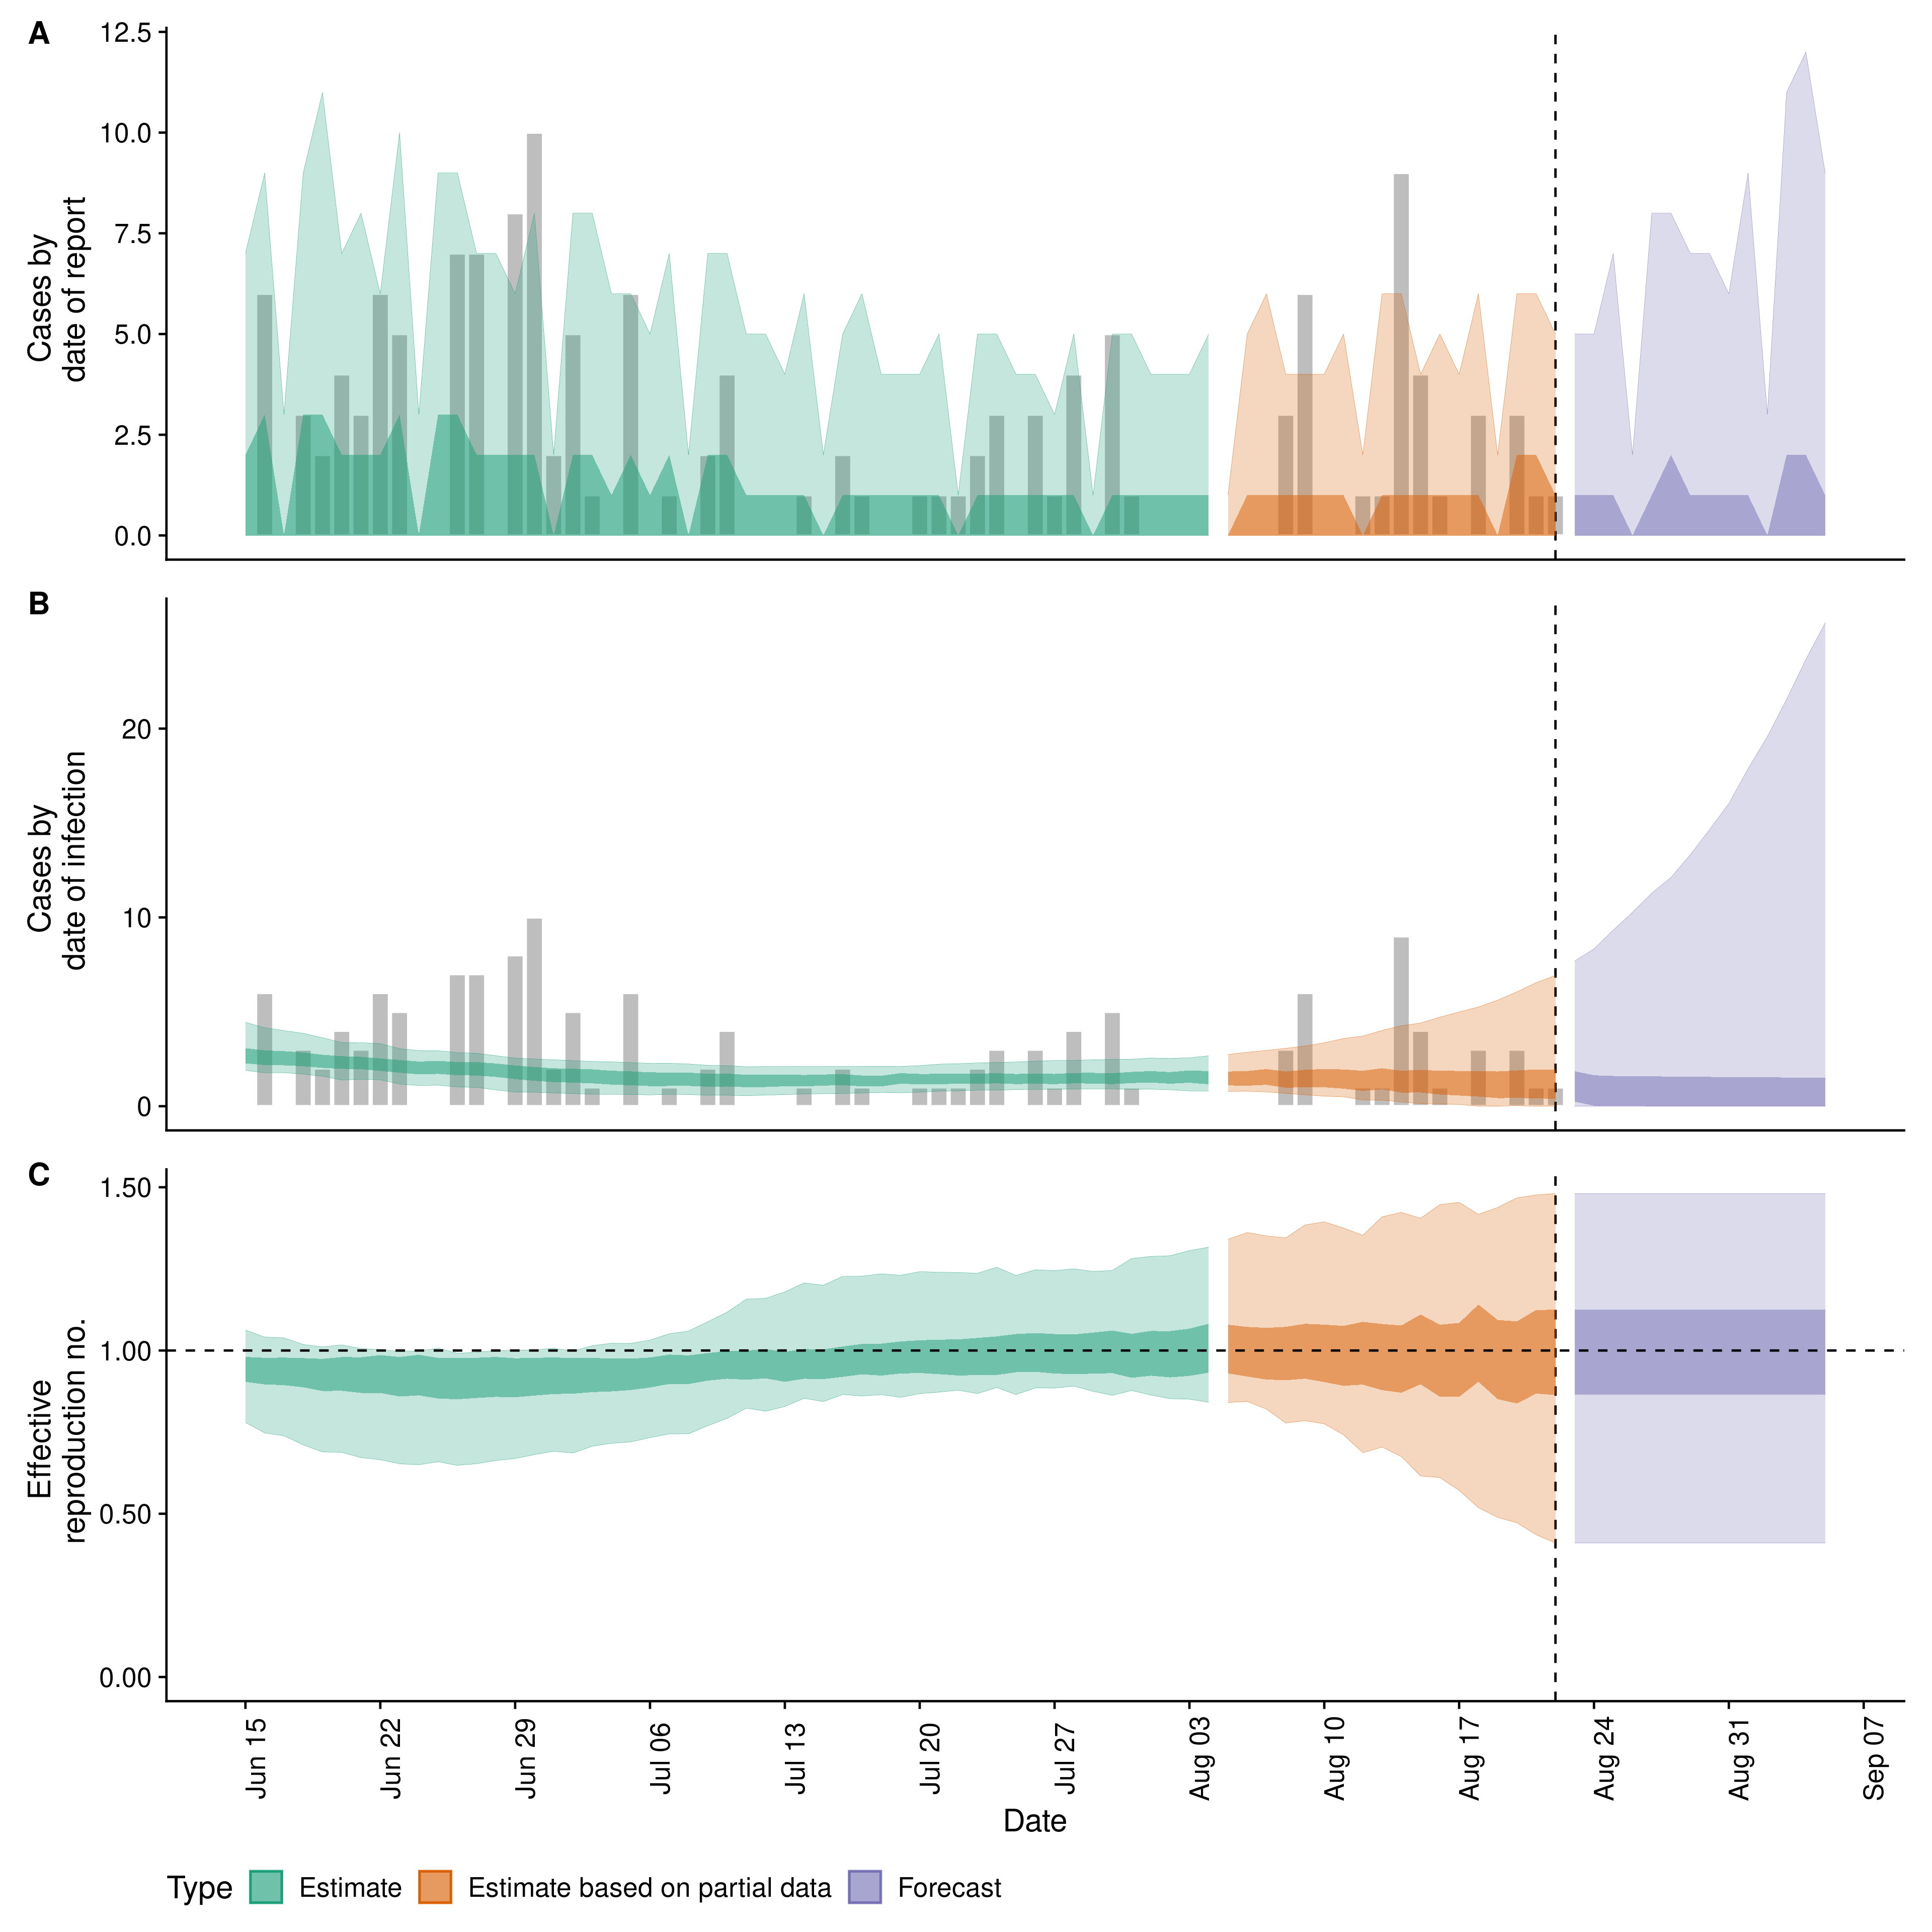 A
12.5
10.0
7.5
5.0
2.5
0.0
Cases by
date of report
B
20
10
0
Cases by
date of infection
C
1.50
1.00
0.50
0.00
Effective
reproduction no.
Jun 15
Jun 22
Jun 29
Jul 06
Jul 13
Jul 20
Jul 27
Aug 03
Aug 10
Aug 17
Aug 24
Aug 31
Sep 07
Date
Type Estimate Estimate based on partial data Forecast